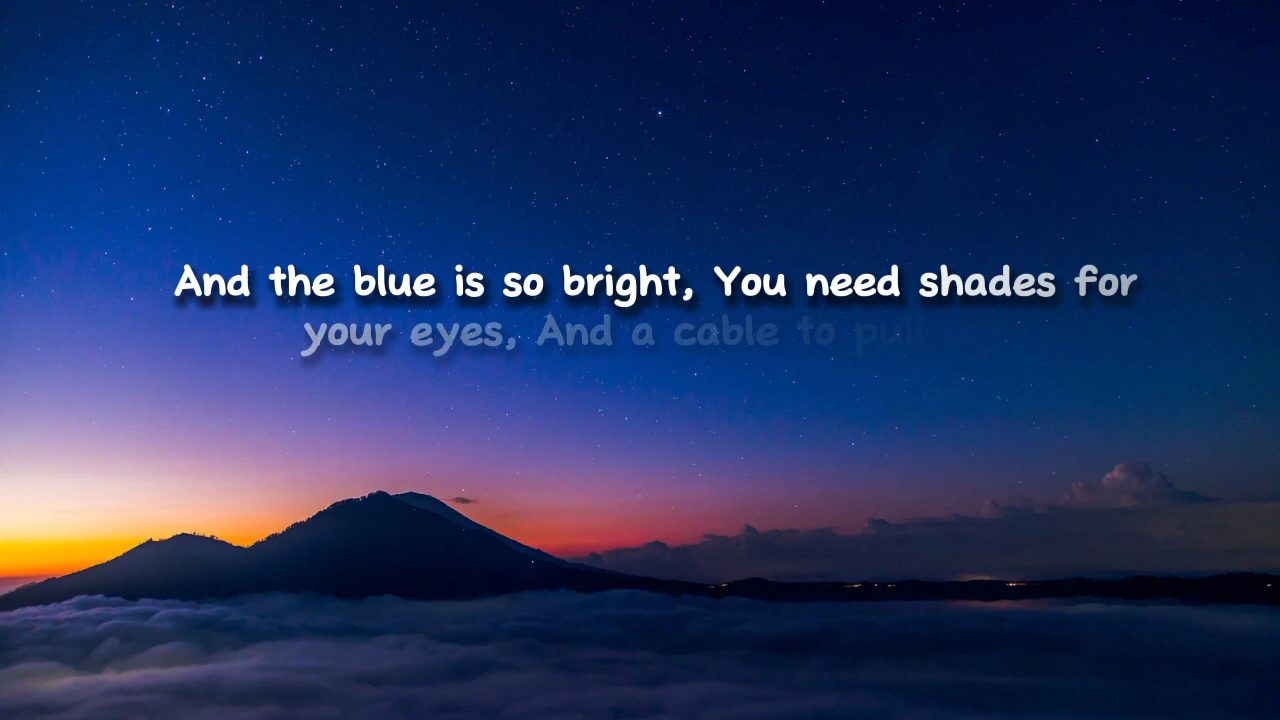 And the blue is so bright, You need shades for
your eyes, And a cable to pull